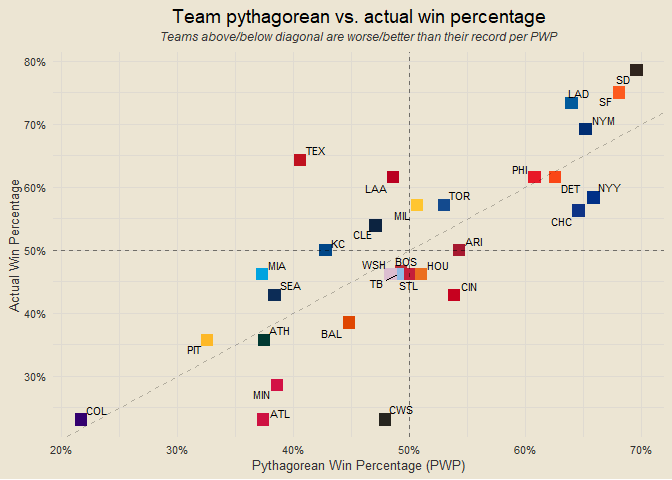 Team pythagorean vs. actual win percentage
Teams above/below diagonal are worse/better than their record per PWP
80%
70%
60%
50%
40%
30%
Actual Win Percentage
SD
LAD
SF
NYM
TEX
PHI
LAA
DET
NYY
TOR
MIL
CHC
CLE
KC
ARI
MIA
WSH
BOS
HOU
TB
STL
SEA
CIN
BAL
ATH
PIT
MIN
COL
ATL
CWS
20%
30%
40%
50%
60%
70%
Pythagorean Win Percentage (PWP)